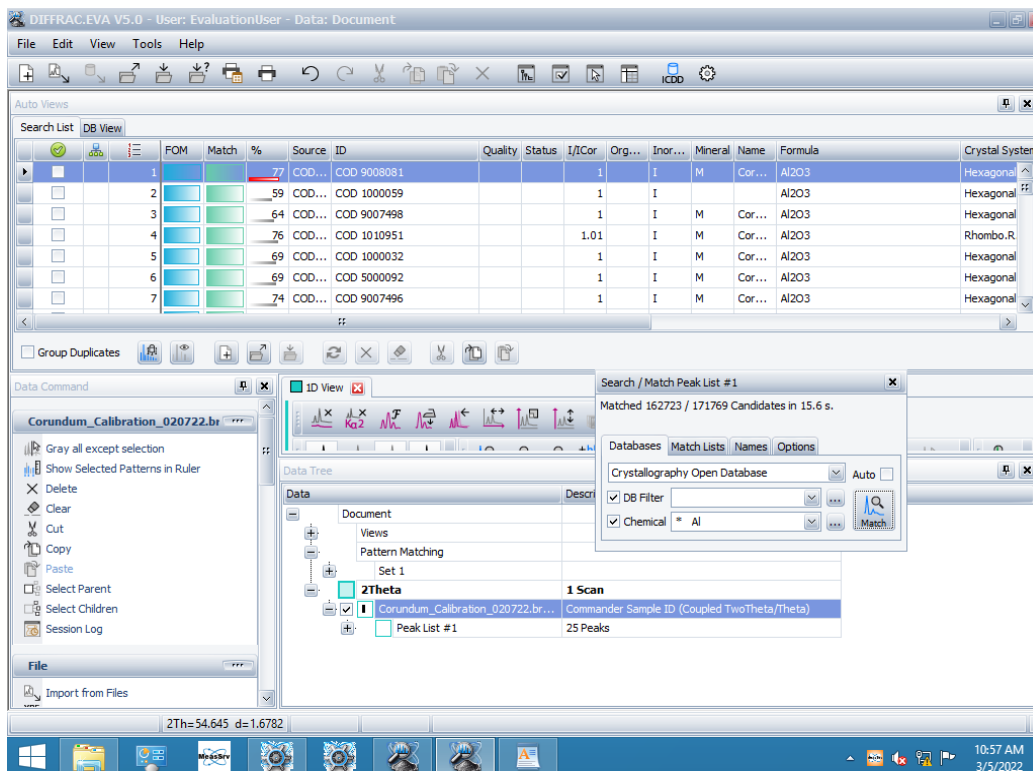 DIFFRAC.EVA V5.0 - User: EvaluationUser - Data: Document
File Edit View Tools Help
ICDD
Auto Views
Search List DB View
FOM Match % Source ID Quality Status I/ICor Org... Inor... Mineral Name Formula Crystal System
1 77 COD... COD 9008081 1 I M Cor... Al2O3 Hexagonal
2 59 COD... COD 1000059 1 I Al2O3 Hexagonal
3 64 COD... COD 9007498 1 I M Cor... Al2O3 Hexagonal
4 76 COD... COD 1010951 1.01 I M Cor... Al2O3 Rhombo.R
5 69 COD... COD 1000032 1 I M Cor... Al2O3 Hexagonal
6 69 COD... COD 5000092 1 I M Cor... Al2O3 Hexagonal
7 74 COD... COD 9007496 1 I M Cor... Al2O3 Hexagonal
Group Duplicates
Data Command
Corundum_Calibration_020722.br
Gray all except selection
Show Selected Patterns in Ruler
Delete
Clear
Cut
Copy
Paste
Select Parent
Select Children
Session Log
File
Import from Files
1D View
Kα2
Search / Match Peak List #1
Matched 162723 / 171769 Candidates in 15.6 s.
Databases Match Lists Names Options
Crystallography Open Database Auto
DB Filter ...
Chemical * Al ...
Match
Data Tree
Data Descri
Document
Views
Pattern Matching
Set 1
2Theta 1 Scan
Corundum_Calibration_020722.br... Commander Sample ID (Coupled TwoTheta/Theta)
Peak List #1 25 Peaks
2Th=54.645 d=1.6782
MeasSrv
10:57 AM
3/5/2022